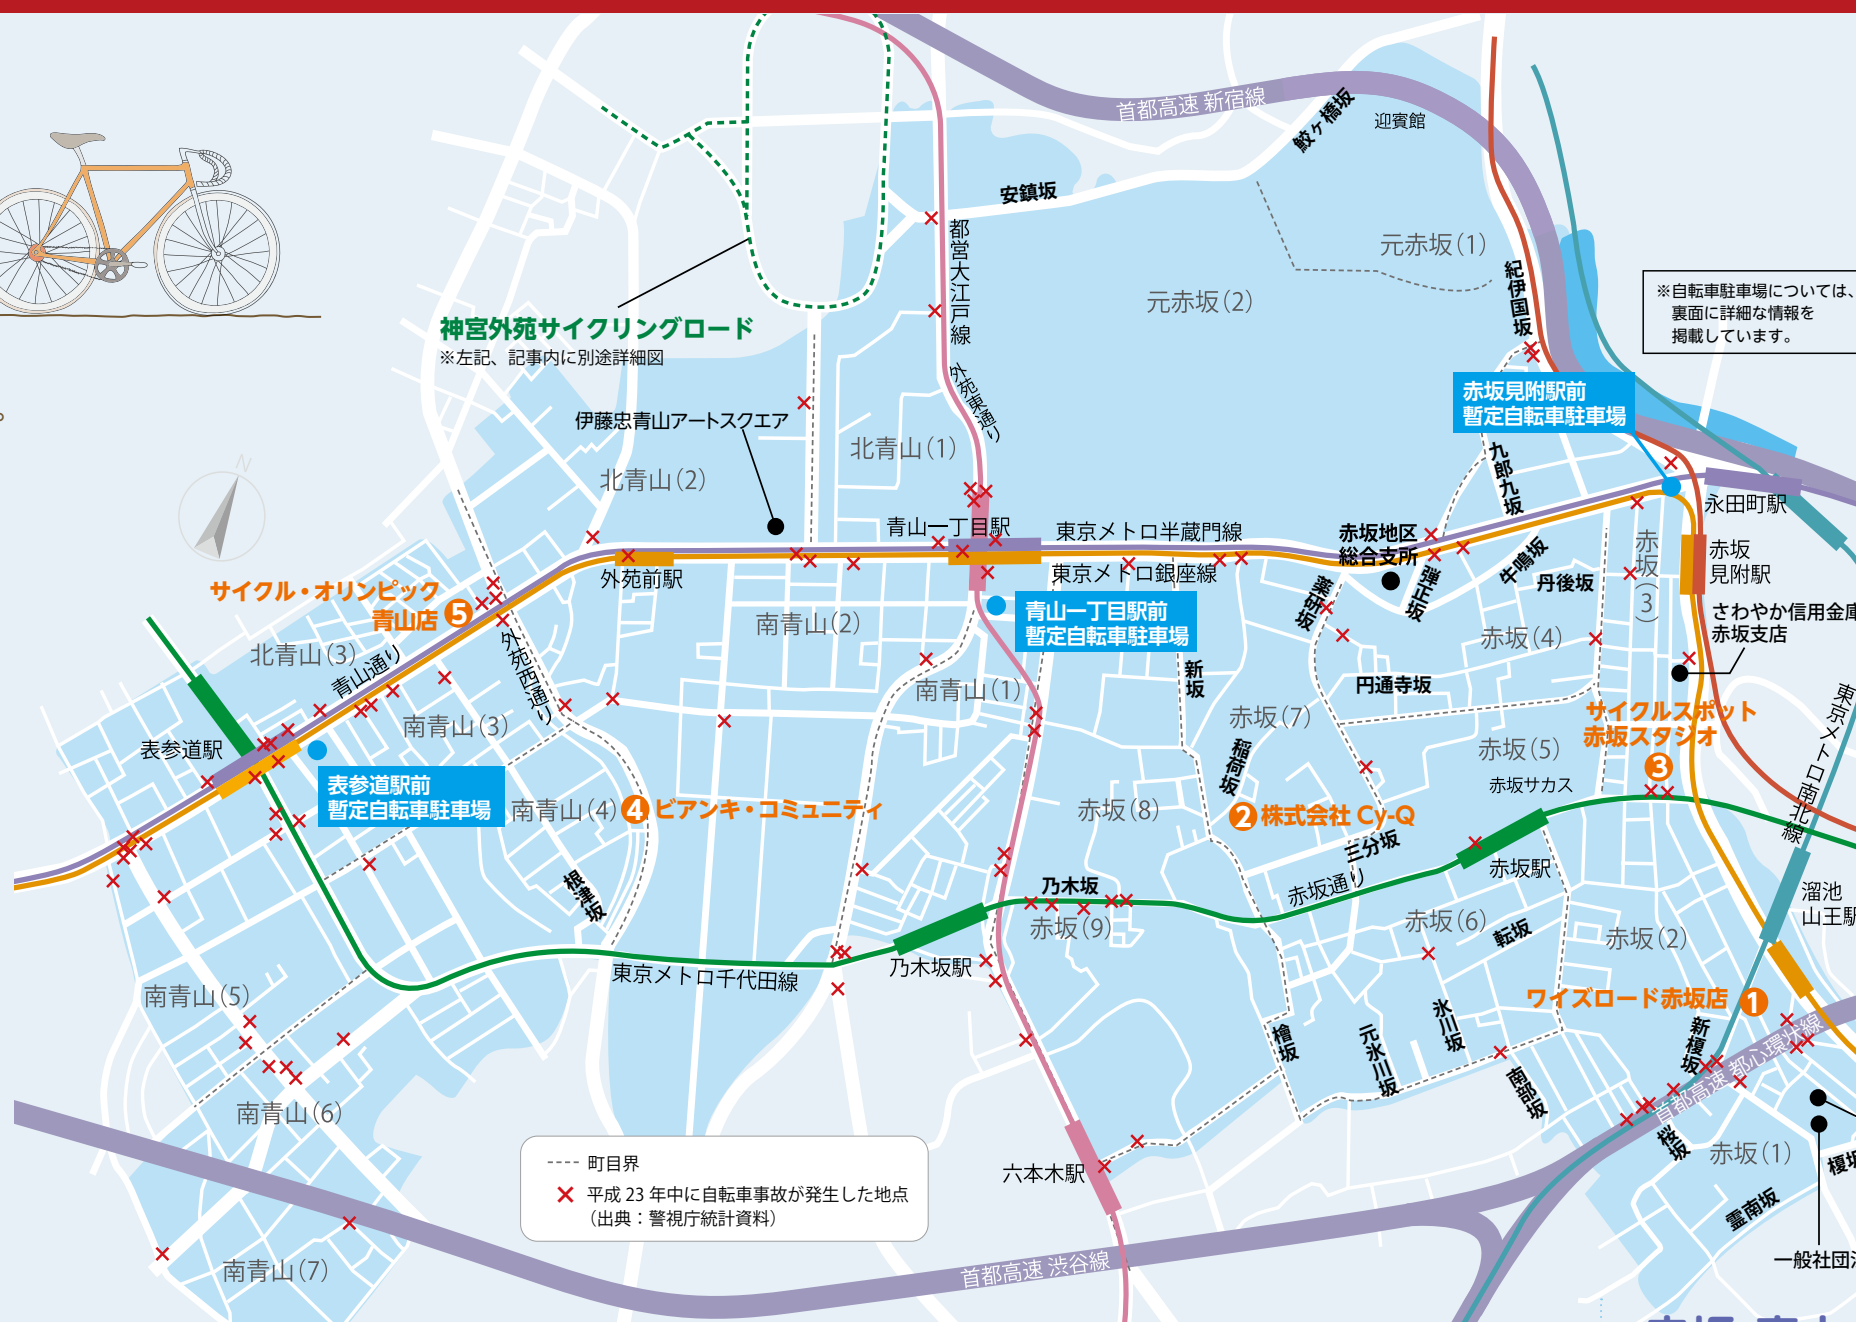 首都高速 新宿線
鮫ヶ橋坂
迎賓館
安鎮坂
都営大江戸線
元赤坂(1)
元赤坂(2)
紀伊国坂
※自転車駐車場については、
裏面に詳細な情報を
掲載しています。
神宮外苑サイクリングロード
※左記、記事内に別途詳細図
外苑東通り
赤坂見附駅前
暫定自転車駐車場
伊藤忠青山アートスクエア
北青山(1)
北青山(2)
N
九郎九坂
永田町駅
青山一丁目駅
東京メトロ半蔵門線
赤坂地区
総合支所
赤坂(3)
赤坂
見附駅
外苑前駅
東京メトロ銀座線
薬研坂
弾正坂
牛鳴坂
丹後坂
サイクル・オリンピック
青山店
5
青山一丁目駅前
暫定自転車駐車場
さわやか信用金庫
赤坂支店
南青山(2)
赤坂(4)
北青山(3)
青山通り
外苑西通り
南青山(1)
新坂
円通寺坂
東京メトロ南北線
南青山(3)
赤坂(7)
サイクルスポット
赤坂スタジオ
3
表参道駅
赤坂(5)
稲荷坂
表参道駅前
暫定自転車駐車場
赤坂サカス
南青山(4)
4 ビアンキ・コミュニティ
赤坂(8)
2 株式会社 Cy-Q
三分坂
赤坂通り
赤坂駅
根津坂
乃木坂
赤坂(9)
赤坂(6)
転坂
赤坂(2)
溜池
山王駅
乃木坂駅
東京メトロ千代田線
南青山(5)
ワイズロード赤坂店 1
檜坂
元氷川坂
氷川坂
新榎坂
首都高速 都心環状線
南部坂
南青山(6)
桜坂
赤坂(1)
榎坂
町目界
平成 23 年中に自転車事故が発生した地点
（出典：警視庁統計資料）
六本木駅
霊南坂
南青山(7)
首都高速 渋谷線
一般社団